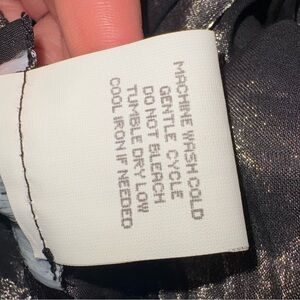 MACHINE WASH COLD
GENTLE CYCLE
DO NOT BLEACH
TUMBLE DRY LOW
COOL IRON IF NEEDED